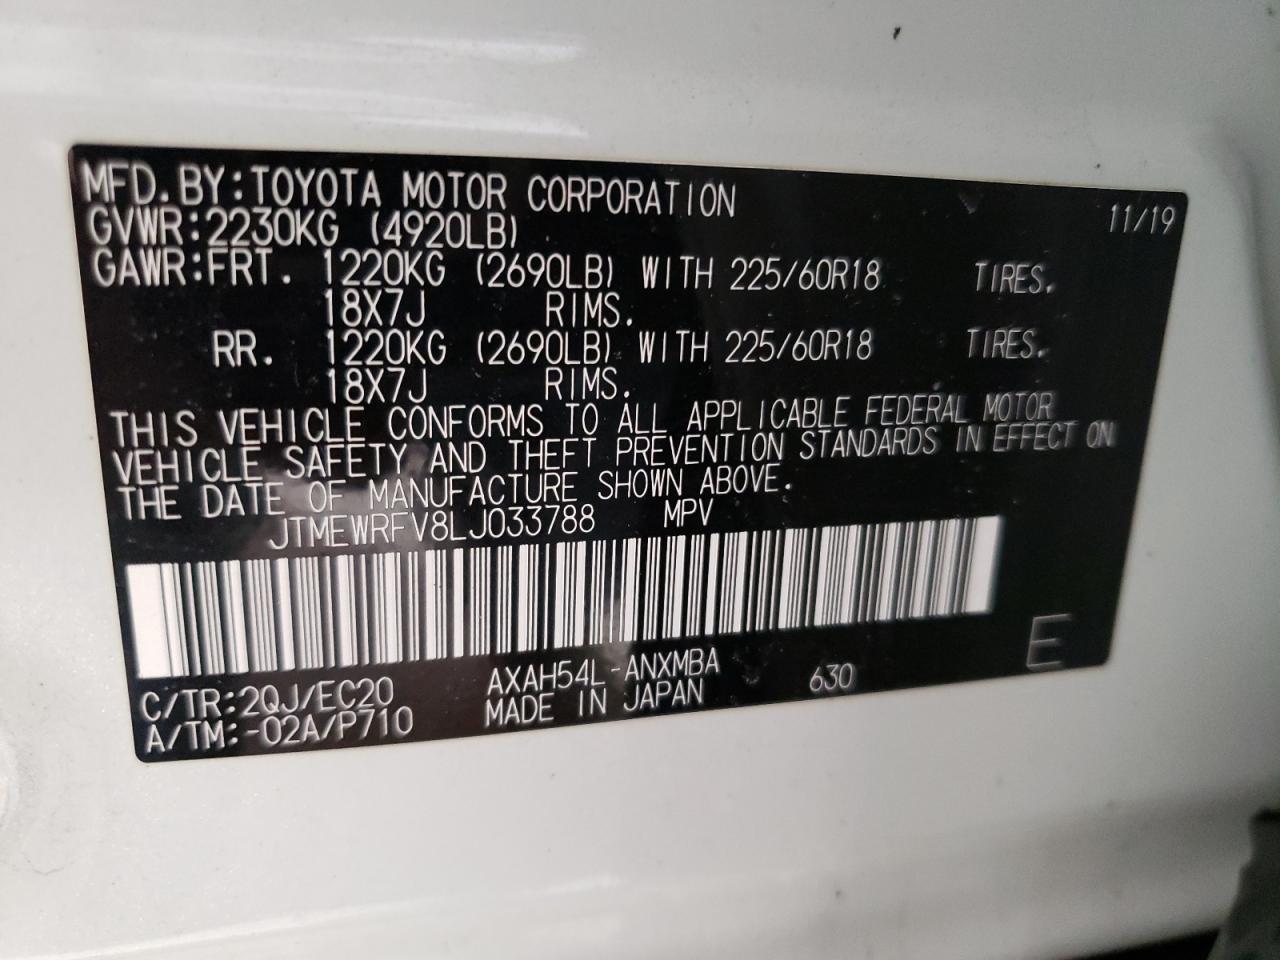 MFD.BY:TOYOTA MOTOR CORPORATION 11/19
GVWR:2230KG (4920LB)
GAWR:FRT. 1220KG (2690LB) WITH 225/60R18 TIRES.
18X7J RIMS.
RR. 1220KG (2690LB) WITH 225/60R18 TIRES.
18X7J RIMS.
THIS VEHICLE CONFORMS TO ALL APPLICABLE FEDERAL MOTOR
VEHICLE SAFETY AND THEFT PREVENTION STANDARDS IN EFFECT ON
THE DATE OF MANUFACTURE SHOWN ABOVE.
JTMEWRFV8LJ033788 MPV
E
C/TR:2QJ/EC20 AXAH54L-ANXMBA 630
A/TM:-02A/P710 MADE IN JAPAN